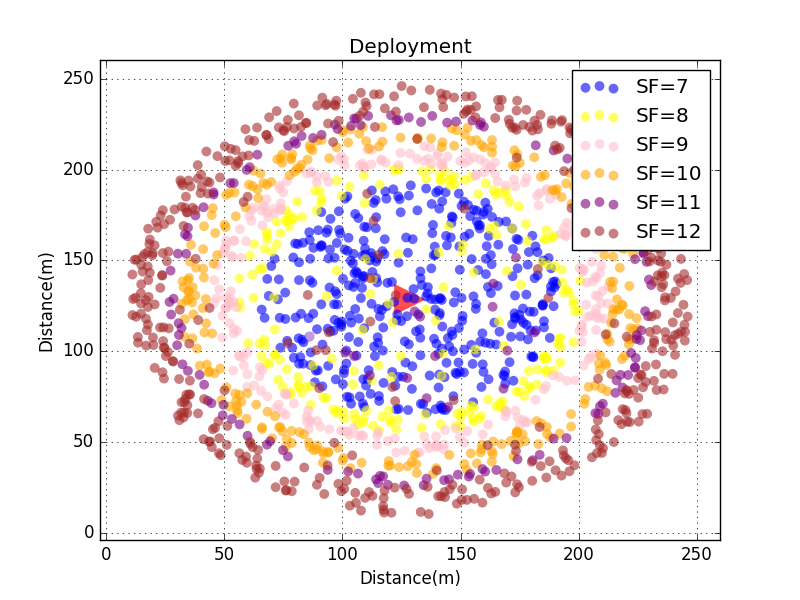 Deployment
SF=7
SF=8
SF=9
SF=10
SF=11
SF=12
Distance(m)
250
200
150
100
50
0
0 50 100 150 200 250
Distance(m)